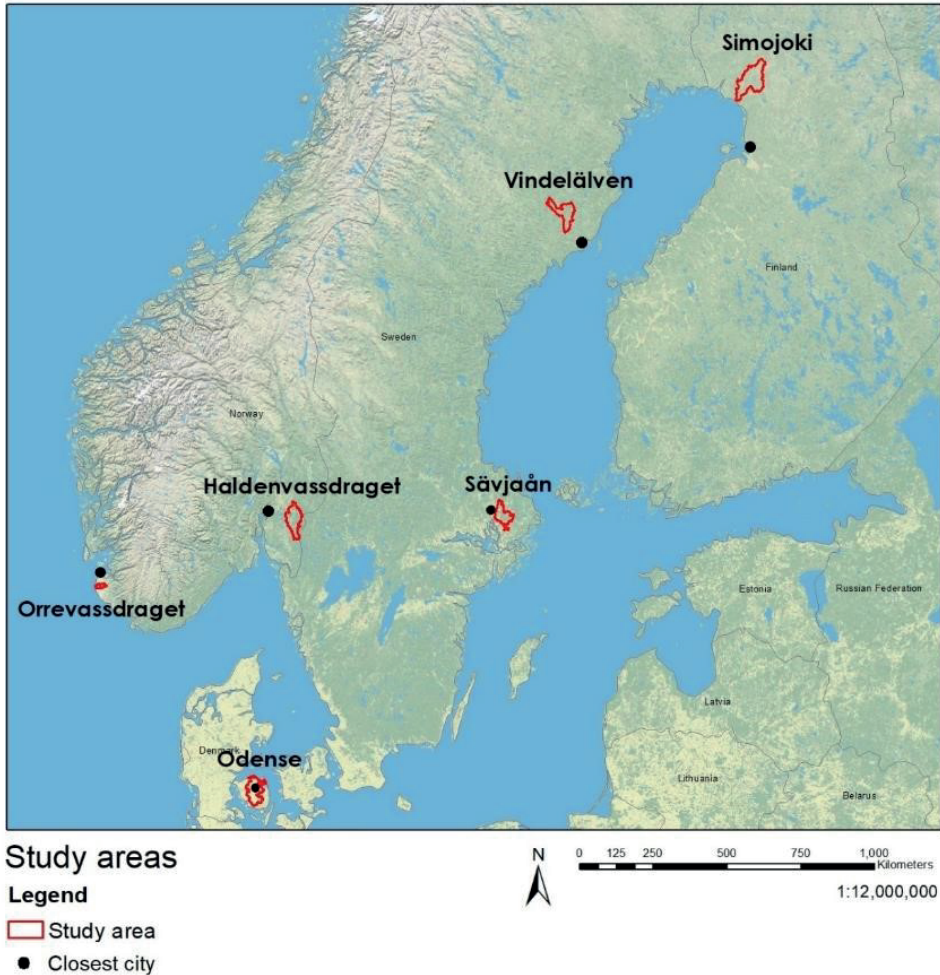 Simojoki
Vindelälven
Finland
Sweden
Norway
Haldenvassdraget
Sävjaån
Estonia
Russian Federation
Orrevassdraget
Latvia
Denmark
Odense
Lithuania
Belarus
Study areas
N
0 125 250 500 750 1,000
Kilometers
1:12,000,000
Legend
Study area
Closest city